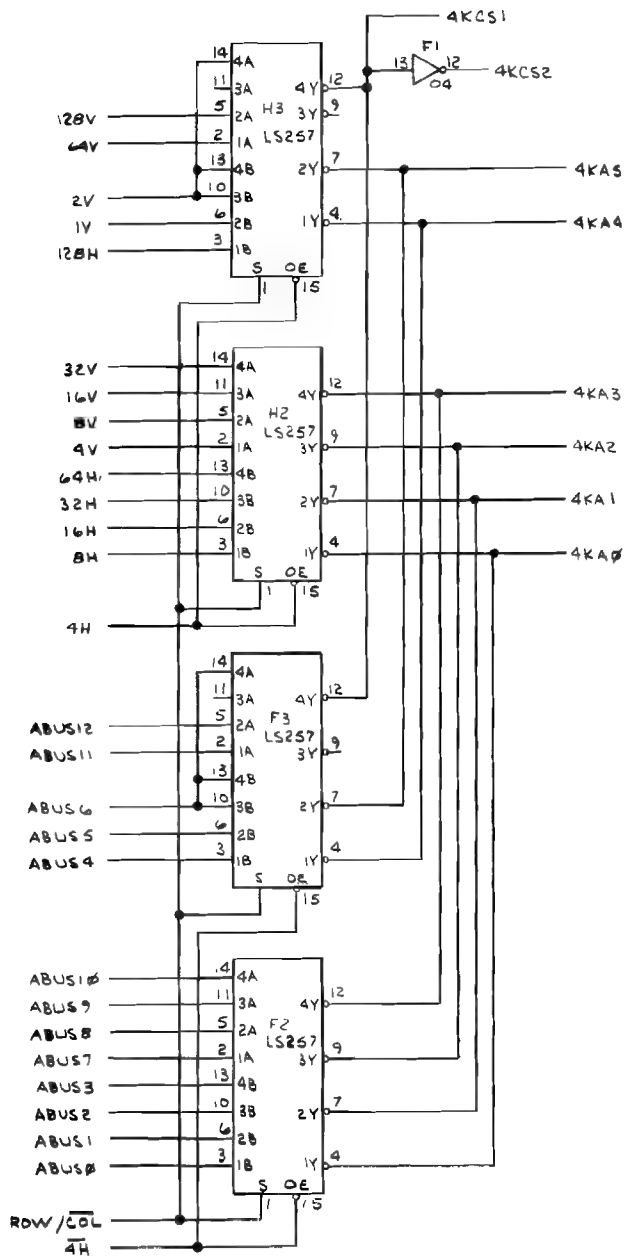 4KCS1
F1
13 12 4KCS2
04
14 4A
11 3A 4Y 12
128V 5 2A H3 3Y 9
64V 2 1A LS257
13 4B 2Y 7 4KA5
2V 10 3B
1Y 6 2B 1Y 4 4KA4
128H 3 1B
S OE
1 15
32V 14 4A
16V 11 3A 4Y 12 4KA3
8V 5 2A H2
4V 2 1A LS257 3Y 9 4KA2
64H 13 4B
32H 10 3B 2Y 7 4KA1
16H 6 2B
8H 3 1B 1Y 4 4KAØ
S OE
1 15
4H
14 4A
11 3A 4Y 12
ABUS12 5 2A F3
ABUS11 2 1A LS257 3Y 9
13 4B
ABUS6 10 3B 2Y 7
ABUS5 6 2B
ABUS4 3 1B 1Y 4
S OE
15
ABUS1Ø 14 4A
ABUS9 11 3A 4Y 12
ABUS8 5 2A F2
ABUS7 2 1A LS257 3Y 9
ABUS3 13 4B
ABUS2 10 3B 2Y 7
ABUS1 6 2B
ABUSØ 3 1B 1Y 4
S OE
1 15
ROW/C̅O̅L̅
4̅H̅